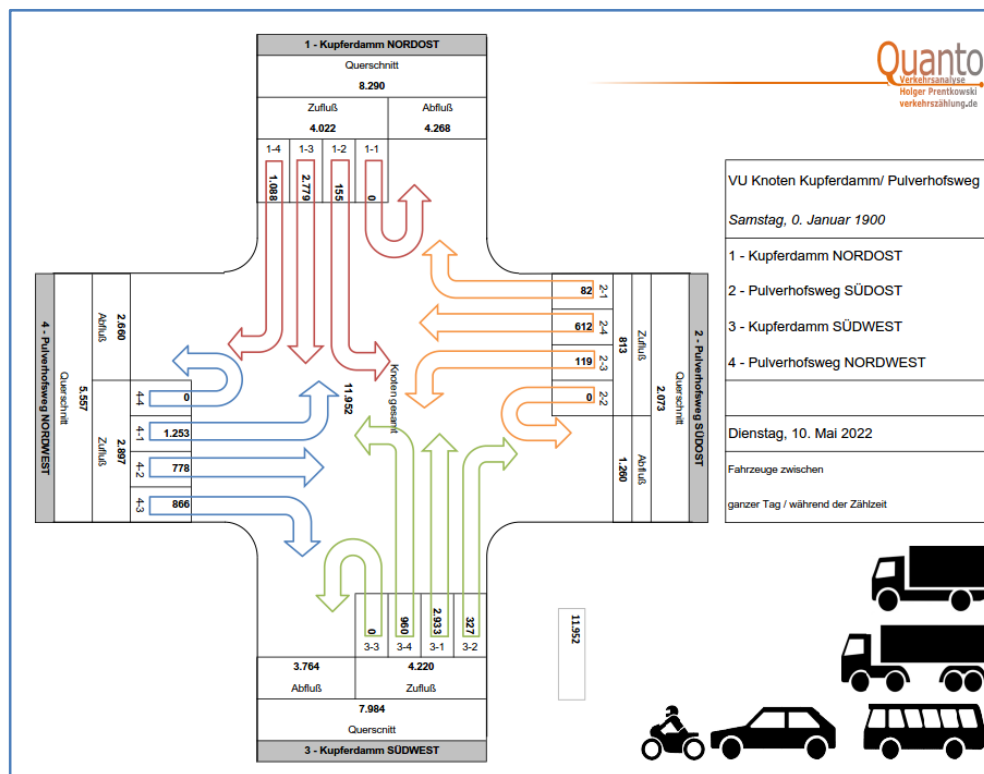 1 - Kupferdamm NORDOST
Querschnitt
8.290
Zufluß
Abfluß
4.022
4.268
1-4
1-3
1-2
1-1
1.088
2.779
155
0
Quanto
Verkehrsanalyse
Holger Prentkowski
verkehrszählung.de
VU Knoten Kupferdamm/ Pulverhofsweg
Samstag, 0. Januar 1900
1 - Kupferdamm NORDOST
2 - Pulverhofsweg SÜDOST
3 - Kupferdamm SÜDWEST
4 - Pulverhofsweg NORDWEST
Dienstag, 10. Mai 2022
Fahrzeuge zwischen
ganzer Tag / während der Zählzeit
4 - Pulverhofsweg NORDWEST
Querschnitt
5.557
Abfluß
2.660
Zufluß
2.897
4-4
0
4-1
1.253
4-2
778
4-3
866
Knoten gesamt
11.952
82
2-1
612
2-4
119
2-3
0
2-2
Zufluß
813
Abfluß
1.260
Querschnitt
2.073
2 - Pulverhofsweg SÜDOST
0
960
2.933
327
3-3
3-4
3-1
3-2
3.764
4.220
Abfluß
Zufluß
7.984
Querschnitt
3 - Kupferdamm SÜDWEST
11.952